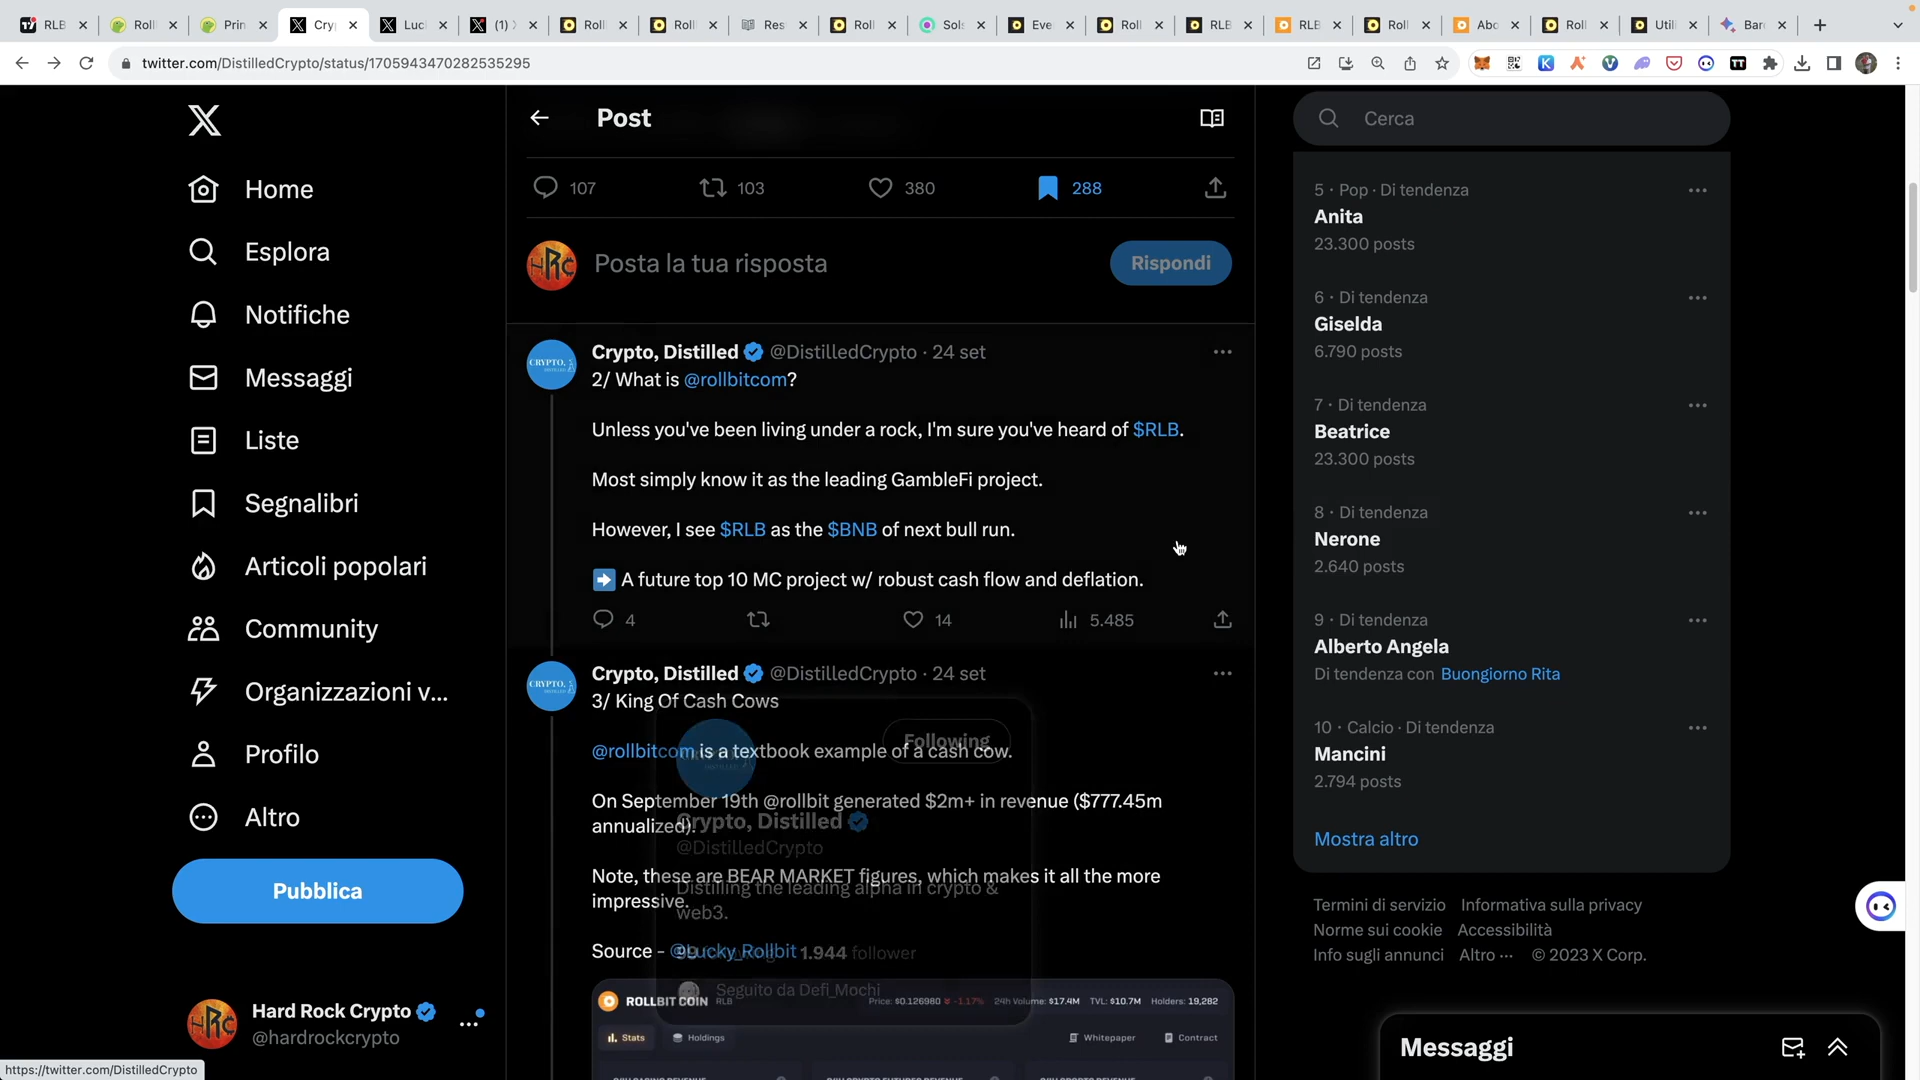 RLB
Roll
Prin
Cry
Luc
(1)
Roll
Roll
Res
Roll
Sols
Eve
Roll
RLB
RLB
Roll
Abo
Roll
Util
Bar
twitter.com/DistilledCrypto/status/1705943470282535295
Home
Esplora
Notifiche
Messaggi
Liste
Segnalibri
Articoli popolari
Community
Organizzazioni v...
Profilo
Altro
Pubblica
Hard Rock Crypto
@hardrockcrypto
https://twitter.com/DistilledCrypto
Post
107 103 380 288
Posta la tua risposta
Rispondi
Crypto, Distilled @DistilledCrypto · 24 set
2/ What is @rollbitcom?
Unless you've been living under a rock, I'm sure you've heard of $RLB.
Most simply know it as the leading GambleFi project.
However, I see $RLB as the $BNB of next bull run.
➡ A future top 10 MC project w/ robust cash flow and deflation.
4 14 5.485
Crypto, Distilled @DistilledCrypto · 24 set
3/ King Of Cash Cows
Following
@rollbitcom is a textbook example of a cash cow.
On September 19th @rollbit generated $2m+ in revenue ($777.45m
annualized).
Crypto, Distilled
@DistilledCrypto
Note, these are BEAR MARKET figures, which makes it all the more
impressive.
Distilling the leading alpha in crypto &
web3.
Source - @Lucky_Rollbit
1.944 follower
Seguito da Defi_Mochi
ROLLBIT COIN RLB Price: $0.126980 -1.17% 24h Volume: $17.4M TVL: $10.7M Holders: 19,282
Stats Holdings Whitepaper Contract
Cerca
5 · Pop · Di tendenza
Anita
23.300 posts
6 · Di tendenza
Giselda
6.790 posts
7 · Di tendenza
Beatrice
23.300 posts
8 · Di tendenza
Nerone
2.640 posts
9 · Di tendenza
Alberto Angela
Di tendenza con Buongiorno Rita
10 · Calcio · Di tendenza
Mancini
2.794 posts
Mostra altro
Termini di servizio Informativa sulla privacy
Norme sui cookie Accessibilità
Info sugli annunci Altro ··· © 2023 X Corp.
Messaggi